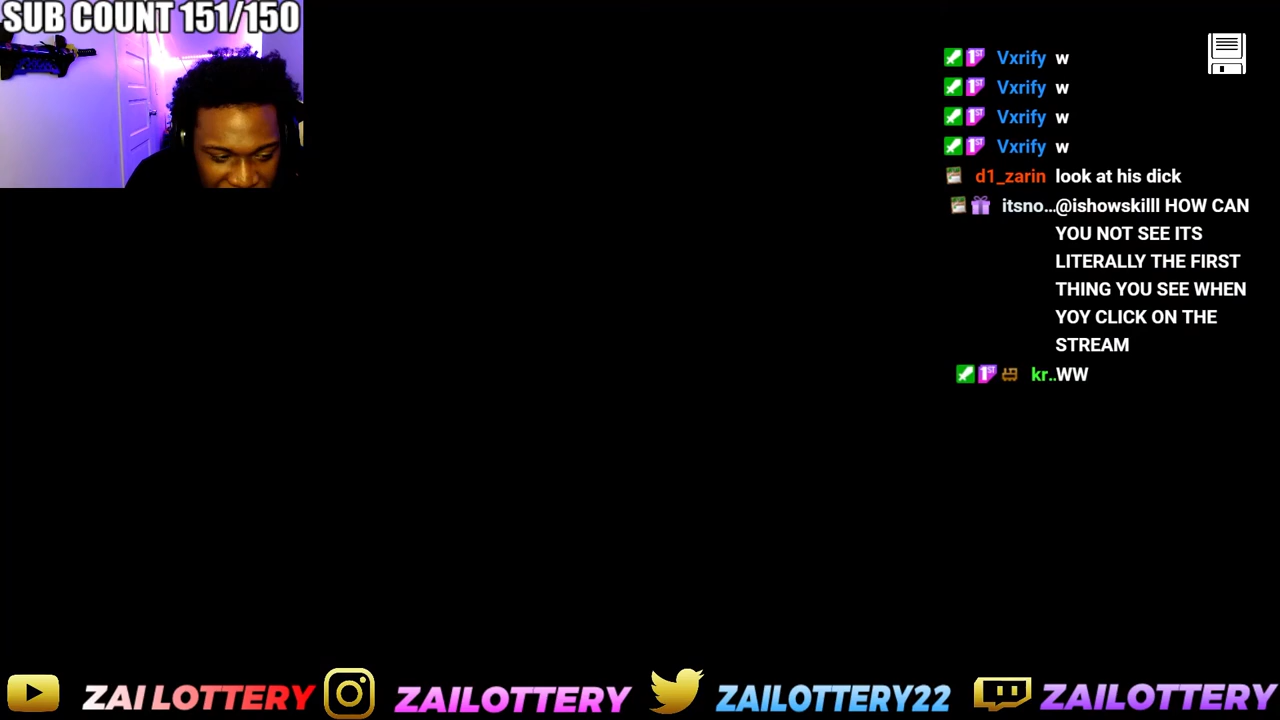 SUB COUNT 151/150
Vxrify w
Vxrify w
Vxrify w
Vxrify w
d1_zarin look at his dick
itsno...@ishowskilll HOW CAN
YOU NOT SEE ITS
LITERALLY THE FIRST
THING YOU SEE WHEN
YOY CLICK ON THE
STREAM
kr..WW
ZAI LOTTERY ZAILOTTERY ZAILOTTERY22 ZAILOTTERY